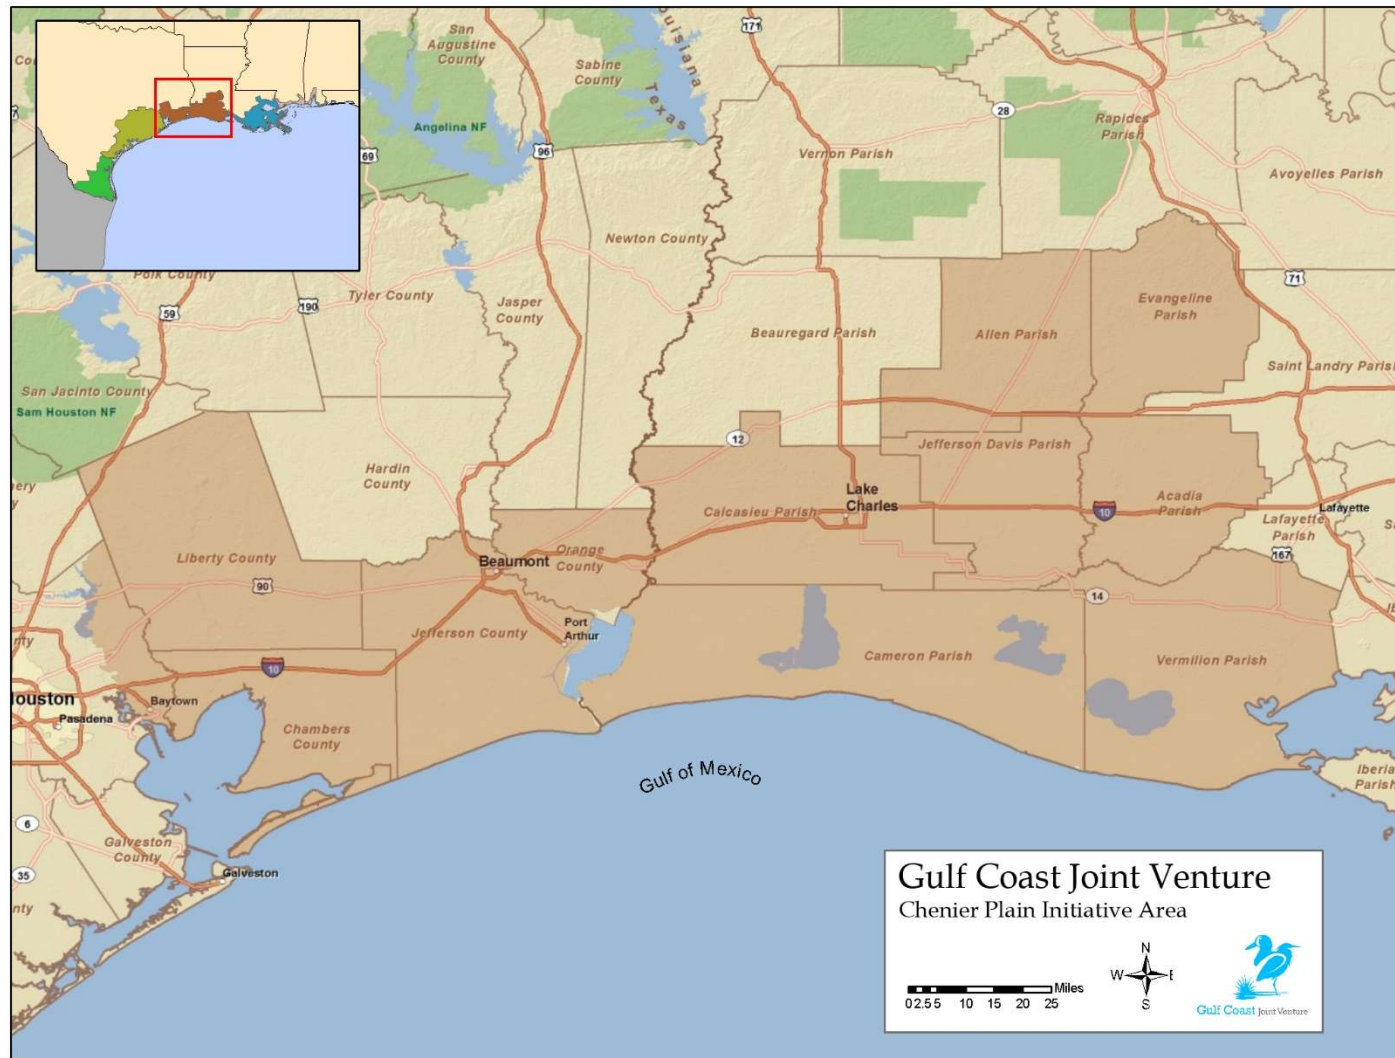 San
Augustine
County
Sabine
County
Louisiana
Texas
171
28
Rapides
Parish
Angelina NF
96
69
Vernon Parish
Avoyelles Parish
Newton County
Polk County
Tyler County
190
59
Jasper
County
71
Evangeline
Parish
Beauregard Parish
Allen Parish
San Jacinto County
Sam Houston NF
Saint Landry Parish
12
Jefferson Davis Parish
Hardin
County
Lake
Charles
Calcasieu Parish
10
Acadia
Parish
Lafayette
Lafayette
Parish
167
Liberty County
Beaumont
Orange
County
90
14
Port
Arthur
Jefferson County
Cameron Parish
Vermilion Parish
10
Houston
Baytown
Pasadena
Chambers
County
Gulf of Mexico
Iberia
Parish
6
Galveston
County
35
Galveston
Gulf Coast Joint Venture
Chenier Plain Initiative Area
N
W E
S
0 2.5 5 10 15 20 25 Miles
Gulf Coast Joint Venture